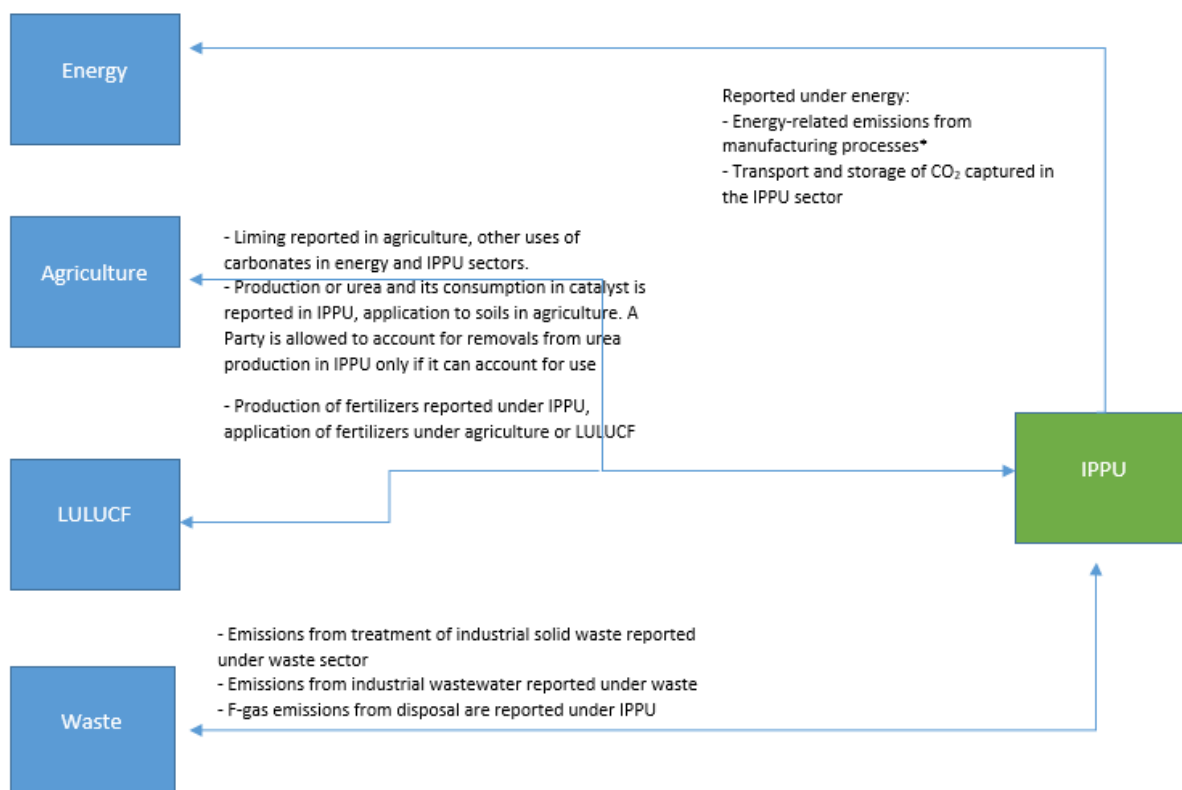 Energy
Reported under energy:
- Energy-related emissions from
manufacturing processes*
- Transport and storage of CO₂ captured in
the IPPU sector
Agriculture
- Liming reported in agriculture, other uses of
carbonates in energy and IPPU sectors.
- Production or urea and its consumption in catalyst is
reported in IPPU, application to soils in agriculture. A
Party is allowed to account for removals from urea
production in IPPU only if it can account for use
- Production of fertilizers reported under IPPU,
application of fertilizers under agriculture or LULUCF
IPPU
LULUCF
- Emissions from treatment of industrial solid waste reported
under waste sector
- Emissions from industrial wastewater reported under waste
- F-gas emissions from disposal are reported under IPPU
Waste